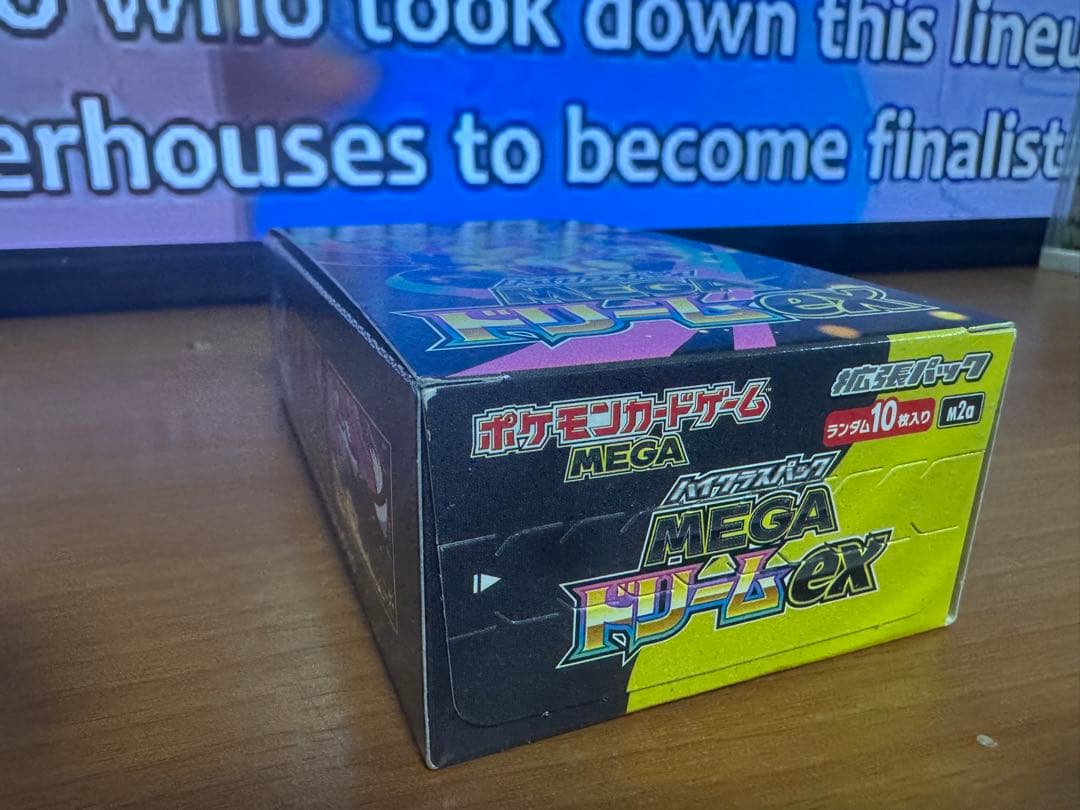 who took down this
to become finalist
MEGA
ドリームex
ポケモンカードゲーム
MEGA
拡張パック
ランダム10枚入り
M2a
ハイクラスパック
MEGA
ドリームex